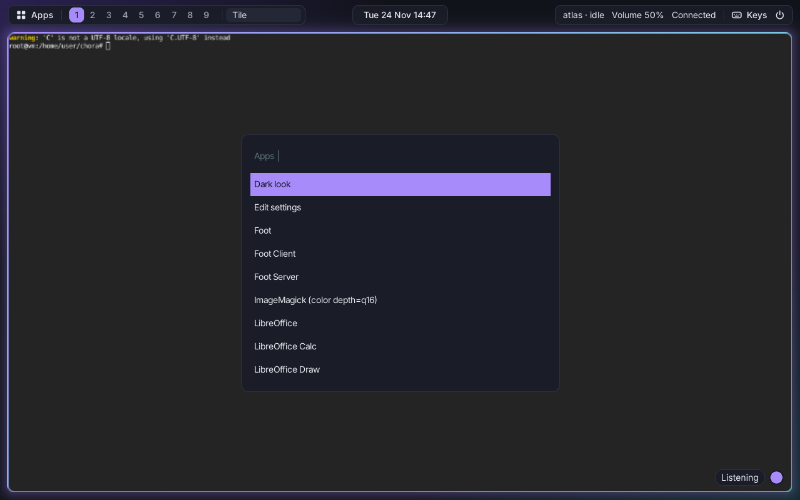 Apps 1 2 3 4 5 6 7 8 9 Tile Tue 24 Nov 14:47 atlas · idle Volume 50% Connected Keys
warning: 'C' is not a UTF-8 locale, using 'C.UTF-8' instead
root@vm:/home/user/chora#
Apps
Dark look
Edit settings
Foot
Foot Client
Foot Server
ImageMagick (color depth=q16)
LibreOffice
LibreOffice Calc
LibreOffice Draw
Listening